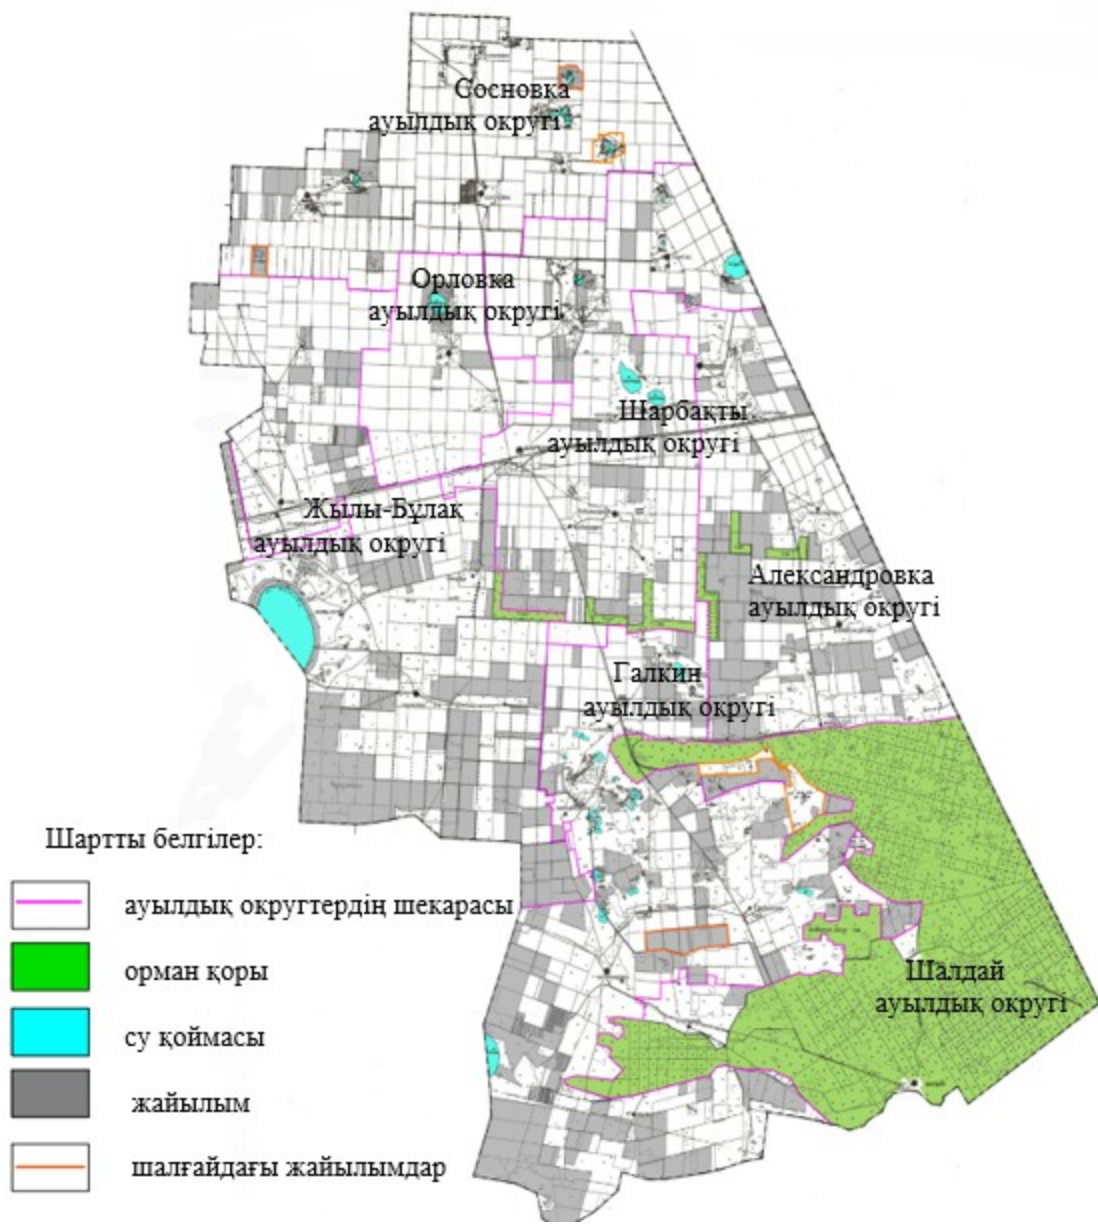 Сосновка
ауылдық округі
Орловка
ауылдық округі
Шарбақты
ауылдық округі
Жылы-Бұлақ
ауылдық округі
Александровка
ауылдық округі
Галкин
ауылдық округі
Шалдай
ауылдық округі
Шартты белгілер:
ауылдық округтердің шекарасы
орман қоры
су қоймасы
жайылым
шалғайдағы жайылымдар